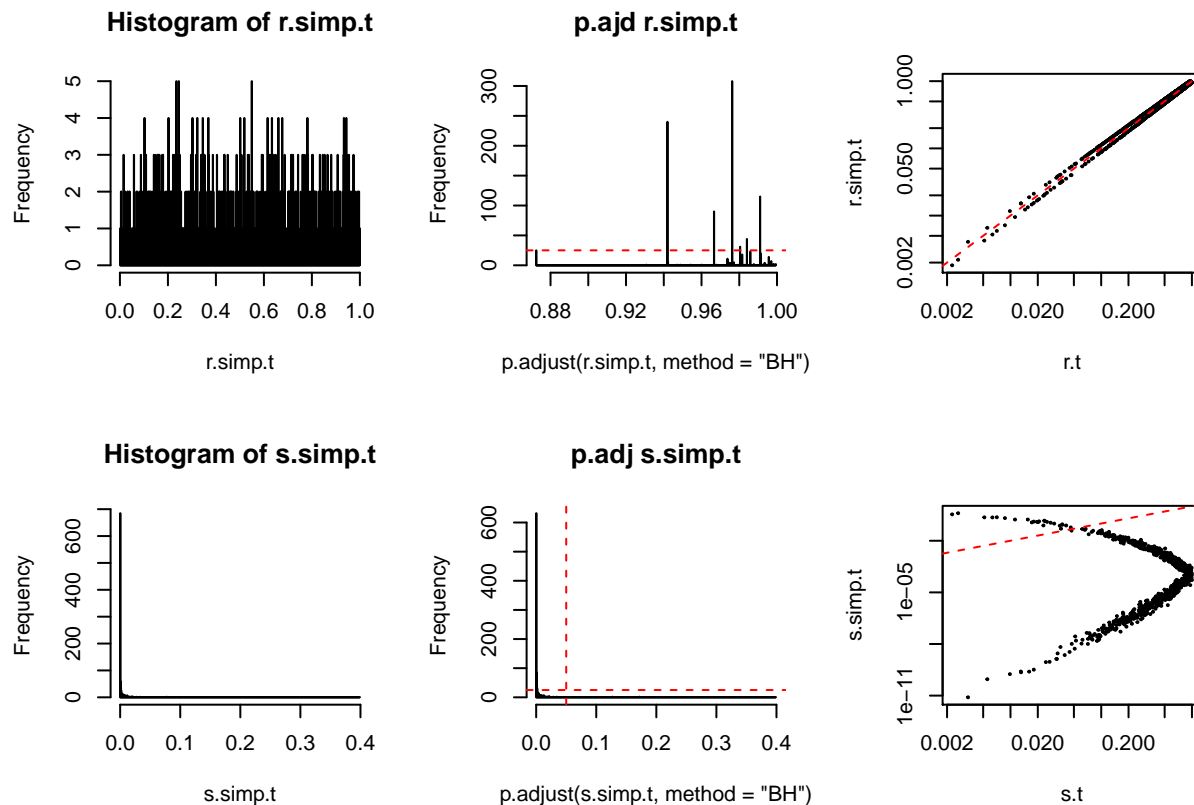 Histogram of r.simp.t
Frequency
0 1 2 3 4 5
0.0 0.2 0.4 0.6 0.8 1.0
r.simp.t
p.ajd r.simp.t
Frequency
0 100 200 300
0.88 0.92 0.96 1.00
p.adjust(r.simp.t, method = "BH")
r.simp.t
0.002 0.050 1.000
0.002 0.020 0.200
r.t
Histogram of s.simp.t
Frequency
0 200 400 600
0.0 0.1 0.2 0.3 0.4
s.simp.t
p.adj s.simp.t
Frequency
0 200 400 600
0.0 0.1 0.2 0.3 0.4
p.adjust(s.simp.t, method = "BH")
s.simp.t
1e−11 1e−05
0.002 0.020 0.200
s.t